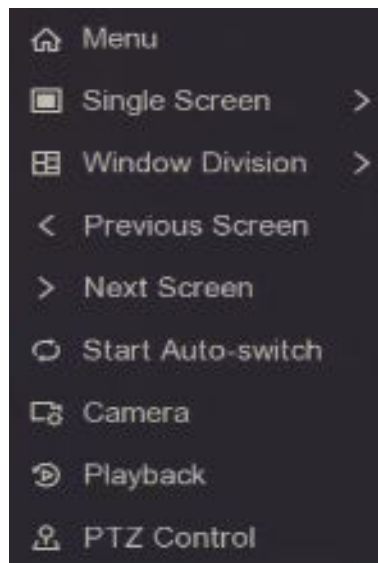 Menu
Single Screen
Window Division
Previous Screen
Next Screen
Start Auto-switch
Camera
Playback
PTZ Control